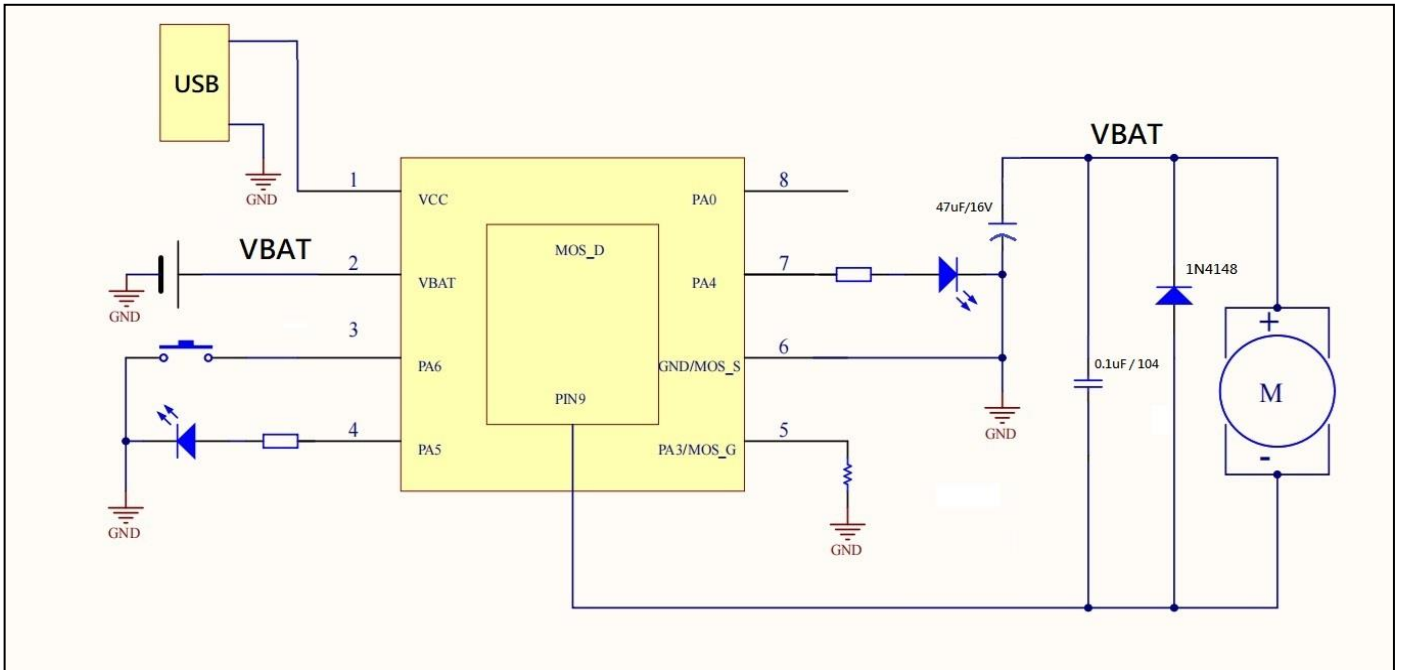 USB
GND
VBAT
GND
1
VCC
2
VBAT
3
PA6
4
PA5
GND
MOS_D
PIN9
8
PA0
7
PA4
6
GND/MOS_S
5
PA3/MOS_G
GND
47uF/16V
GND
VBAT
0.1uF / 104
1N4148
+
M
-